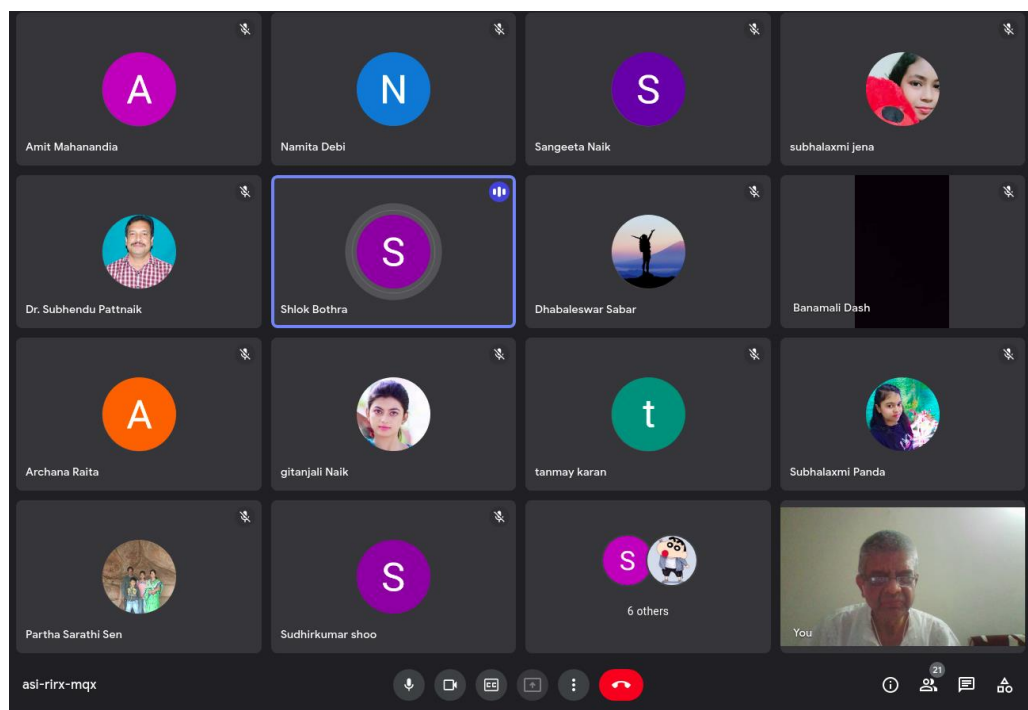 A
Amit Mahanandia
N
Namita Debi
S
Sangeeta Naik
subhalaxmi jena
Dr. Subhendu Pattnaik
S
Shlok Bothra
Dhabaleswar Sabar
Banamali Dash
A
Archana Raita
gitanjali Naik
t
tanmay karan
Subhalaxmi Panda
Partha Sarathi Sen
S
Sudhirkumar shoo
S
6 others
You
asi-rirx-mqx
CC
21